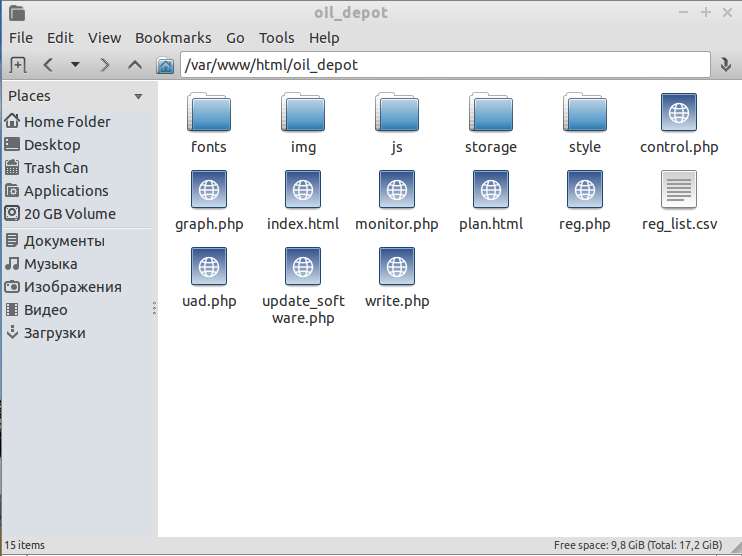 oil_depot
File Edit View Bookmarks Go Tools Help
/var/www/html/oil_depot
Places
Home Folder
Desktop
Trash Can
Applications
20 GB Volume
Документы
Музыка
Изображения
Видео
Загрузки
fonts img js storage style control.php
graph.php index.html monitor.php plan.html reg.php reg_list.csv
uad.php update_soft write.php
ware.php
15 items Free space: 9,8 GiB (Total: 17,2 GiB)